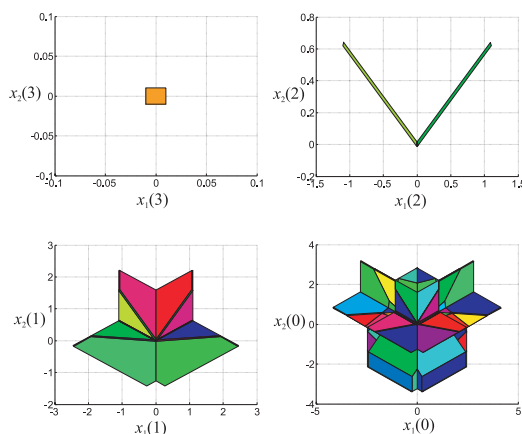 0.1
0.05
x₂(3)
0
-0.05
-0.1
-0.1 -0.05 0 0.05 0.1
x₁(3)
0.8
0.6
x₂(2)
0.4
0.2
0
-0.2
-1.5 -1 -0.5 0 0.5 1 1.5
x₁(2)
3
2
1
x₂(1)
0
-1
-2
-3 -2 -1 0 1 2 3
x₁(1)
4
2
x₂(0)
0
-2
-4
-5 0 5
x₁(0)